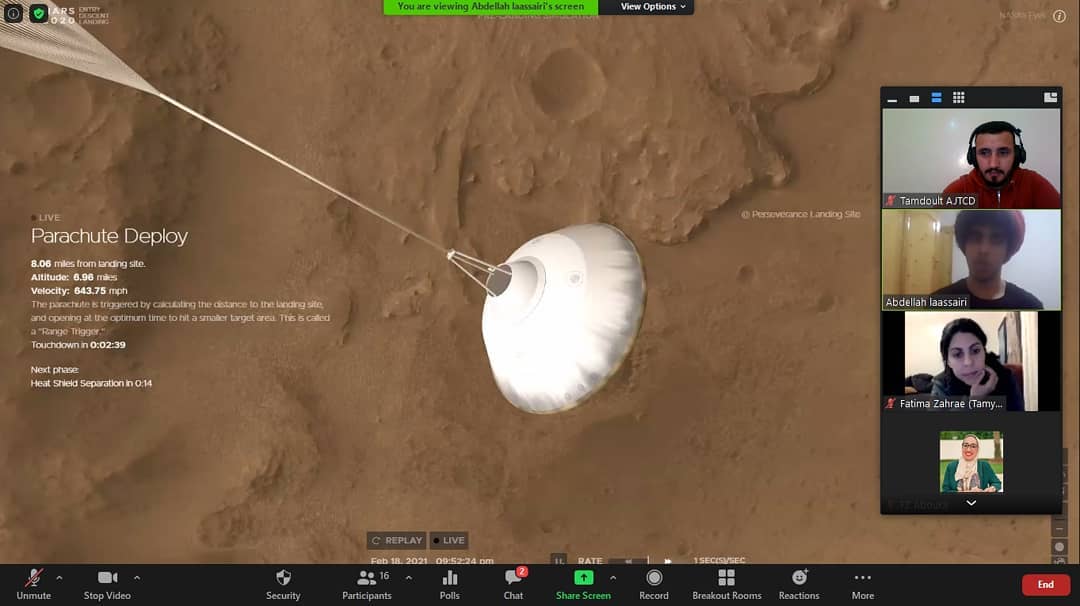 You are viewing Abdellah laassairi's screen
View Options
MARS
2020
ENTRY
DESCENT
LANDING
PRE-LANDING SIMULATION
LIVE
Parachute Deploy
8.06 miles from landing site.
Altitude: 6.96 miles
Velocity: 643.75 mph
The parachute is triggered by calculating the distance to the landing site,
and opening at the optimum time to hit a smaller target area. This is called
a "Range Trigger."
Touchdown in 0:02:39
Next phase:
Heat Shield Separation in 0:14
Perseverance Landing Site
Tamdoult AJTCD
Abdellah laassairi
Fatima Zahrae (Tamy...
REPLAY
LIVE
Feb 18, 2021 09:52:24 pm
RATE
1 SEC(S)/SEC
Unmute
Stop Video
Security
Participants
16
Polls
Chat
2
Share Screen
Record
Breakout Rooms
Reactions
More
End